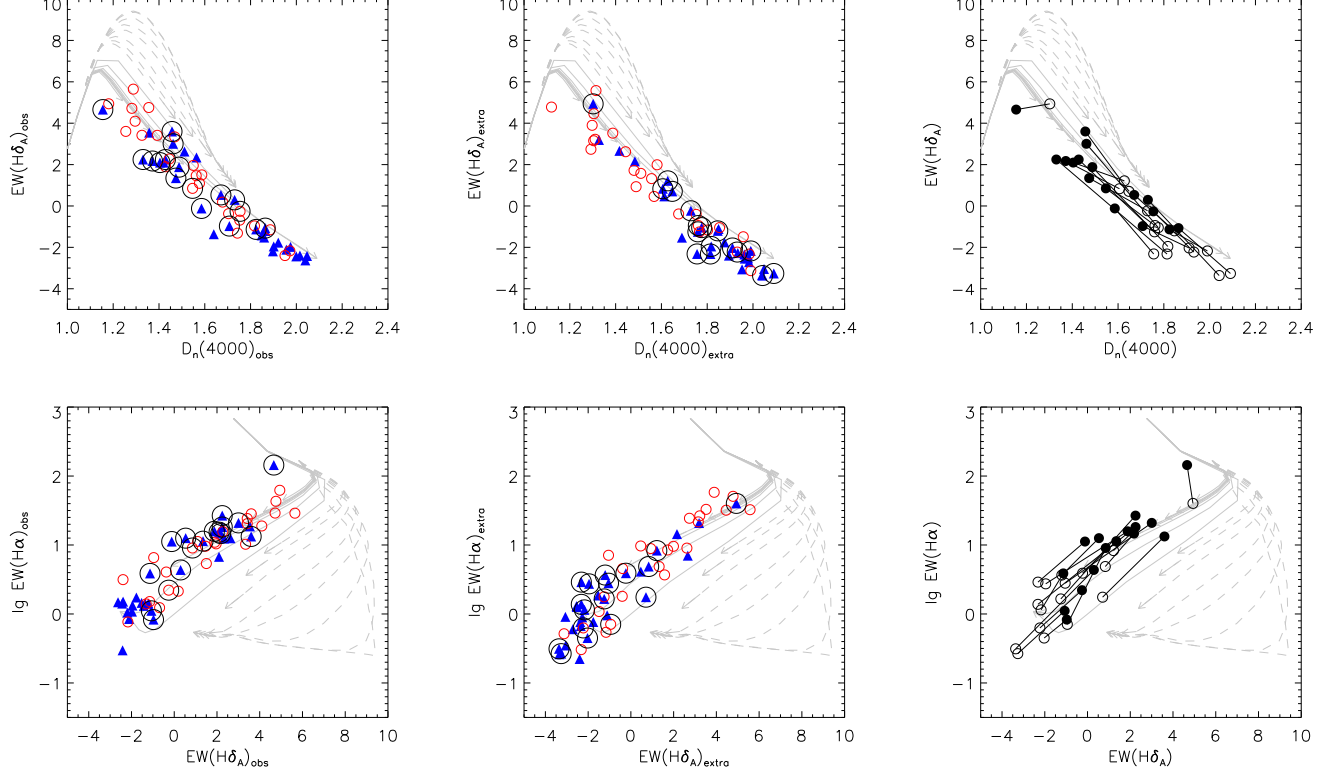 10
8
6
4
2
0
−2
−4
EW(Hδ_A)_obs
1.0 1.2 1.4 1.6 1.8 2.0 2.2 2.4
D_n(4000)_obs
10
8
6
4
2
0
−2
−4
EW(Hδ_A)_extra
1.0 1.2 1.4 1.6 1.8 2.0 2.2 2.4
D_n(4000)_extra
10
8
6
4
2
0
−2
−4
EW(Hδ_A)
1.0 1.2 1.4 1.6 1.8 2.0 2.2 2.4
D_n(4000)
3
2
1
0
−1
lg EW(Hα)_obs
−4 −2 0 2 4 6 8 10
EW(Hδ_A)_obs
3
2
1
0
−1
lg EW(Hα)_extra
−4 −2 0 2 4 6 8 10
EW(Hδ_A)_extra
3
2
1
0
−1
lg EW(Hα)
−4 −2 0 2 4 6 8 10
EW(Hδ_A)